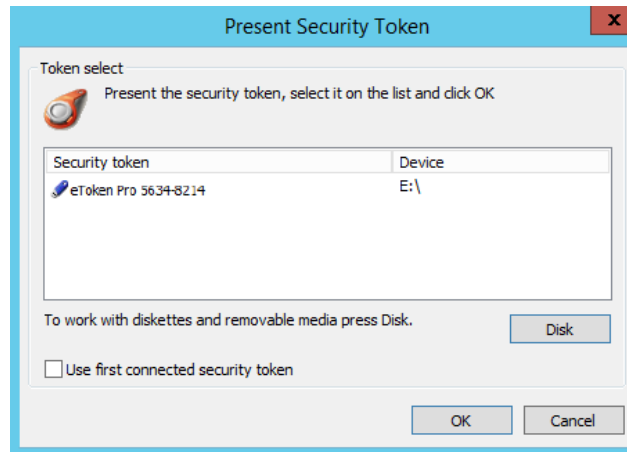 Present Security Token
x
Token select
Present the security token, select it on the list and click OK
Security token Device
eToken Pro 5634-8214 E:\
To work with diskettes and removable media press Disk.
Disk
Use first connected security token
OK Cancel